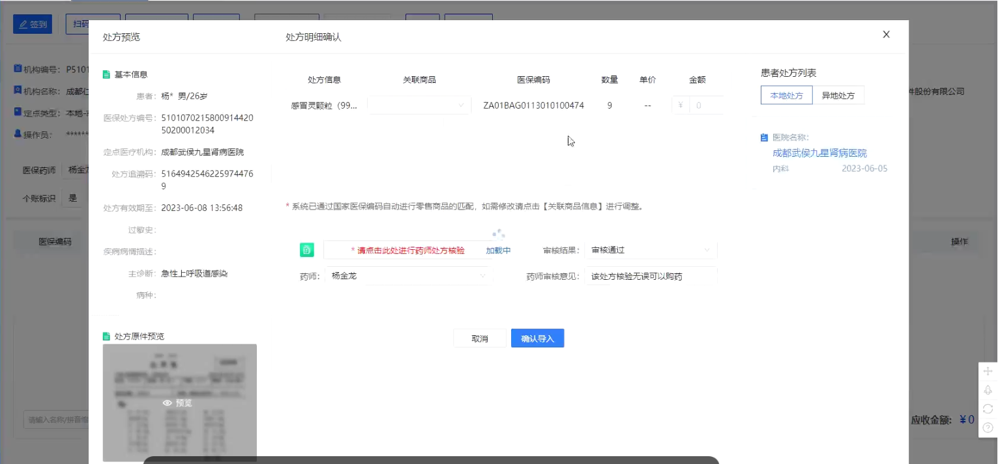 签到
扫码
处方预览
处方明细确认
机构编号： P5101
机构名称： 成都仁
定点类型： 本地-
操作员： ******
医保药师 杨金龙
个账标识 是
医保编码
基本信息
患者： 杨* 男/26岁
医保处方编号： 5101070215800914420
50200012034
定点医疗机构： 成都武侯九星肾病医院
处方追溯码： 5164942546225974476
9
处方有效期至： 2023-06-08 13:56:48
过敏史：
疾病病情描述：
主诊断： 急性上呼吸道感染
病种：
处方原件预览
预览
处方信息 关联商品 医保编码 数量 单价 金额
感冒灵颗粒（99... ZA01BAG0113010100474 9 -- ¥ 0
* 系统已通过国家医保编码自动进行零售商品的匹配，如需修改请点击【关联商品信息】进行调整。
* 请点击此处进行药师处方核验 加载中 审核结果： 审核通过
药师： 杨金龙 药师审核意见： 该处方核验无误可以购药
取消 确认导入
患者处方列表
本地处方 异地处方
医院名称：
成都武侯九星肾病医院
内科 2023-06-05
件股份有限公司
操作
请输入名称/拼音缩
应收金额： ¥0